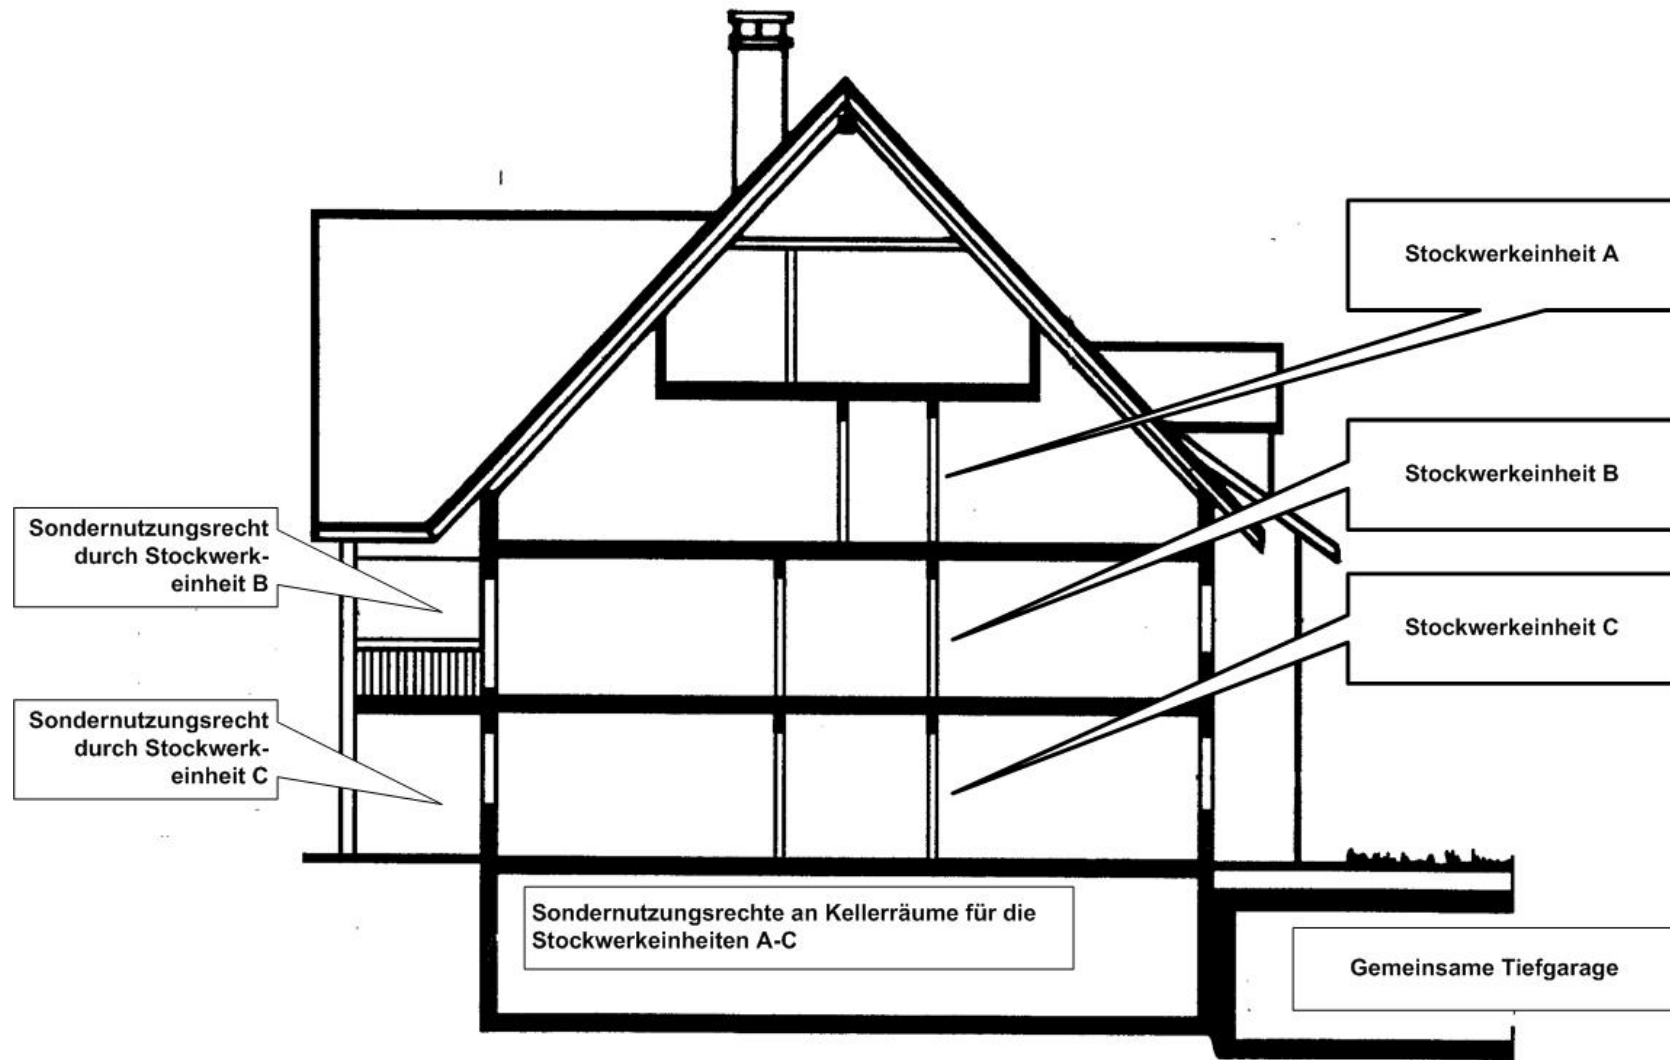 Stockwerkeinheit A
Stockwerkeinheit B
Sondernutzungsrecht
durch Stockwerk-
einheit B
Stockwerkeinheit C
Sondernutzungsrecht
durch Stockwerk-
einheit C
Sondernutzungsrechte an Kellerräume für die
Stockwerkeinheiten A-C
Gemeinsame Tiefgarage